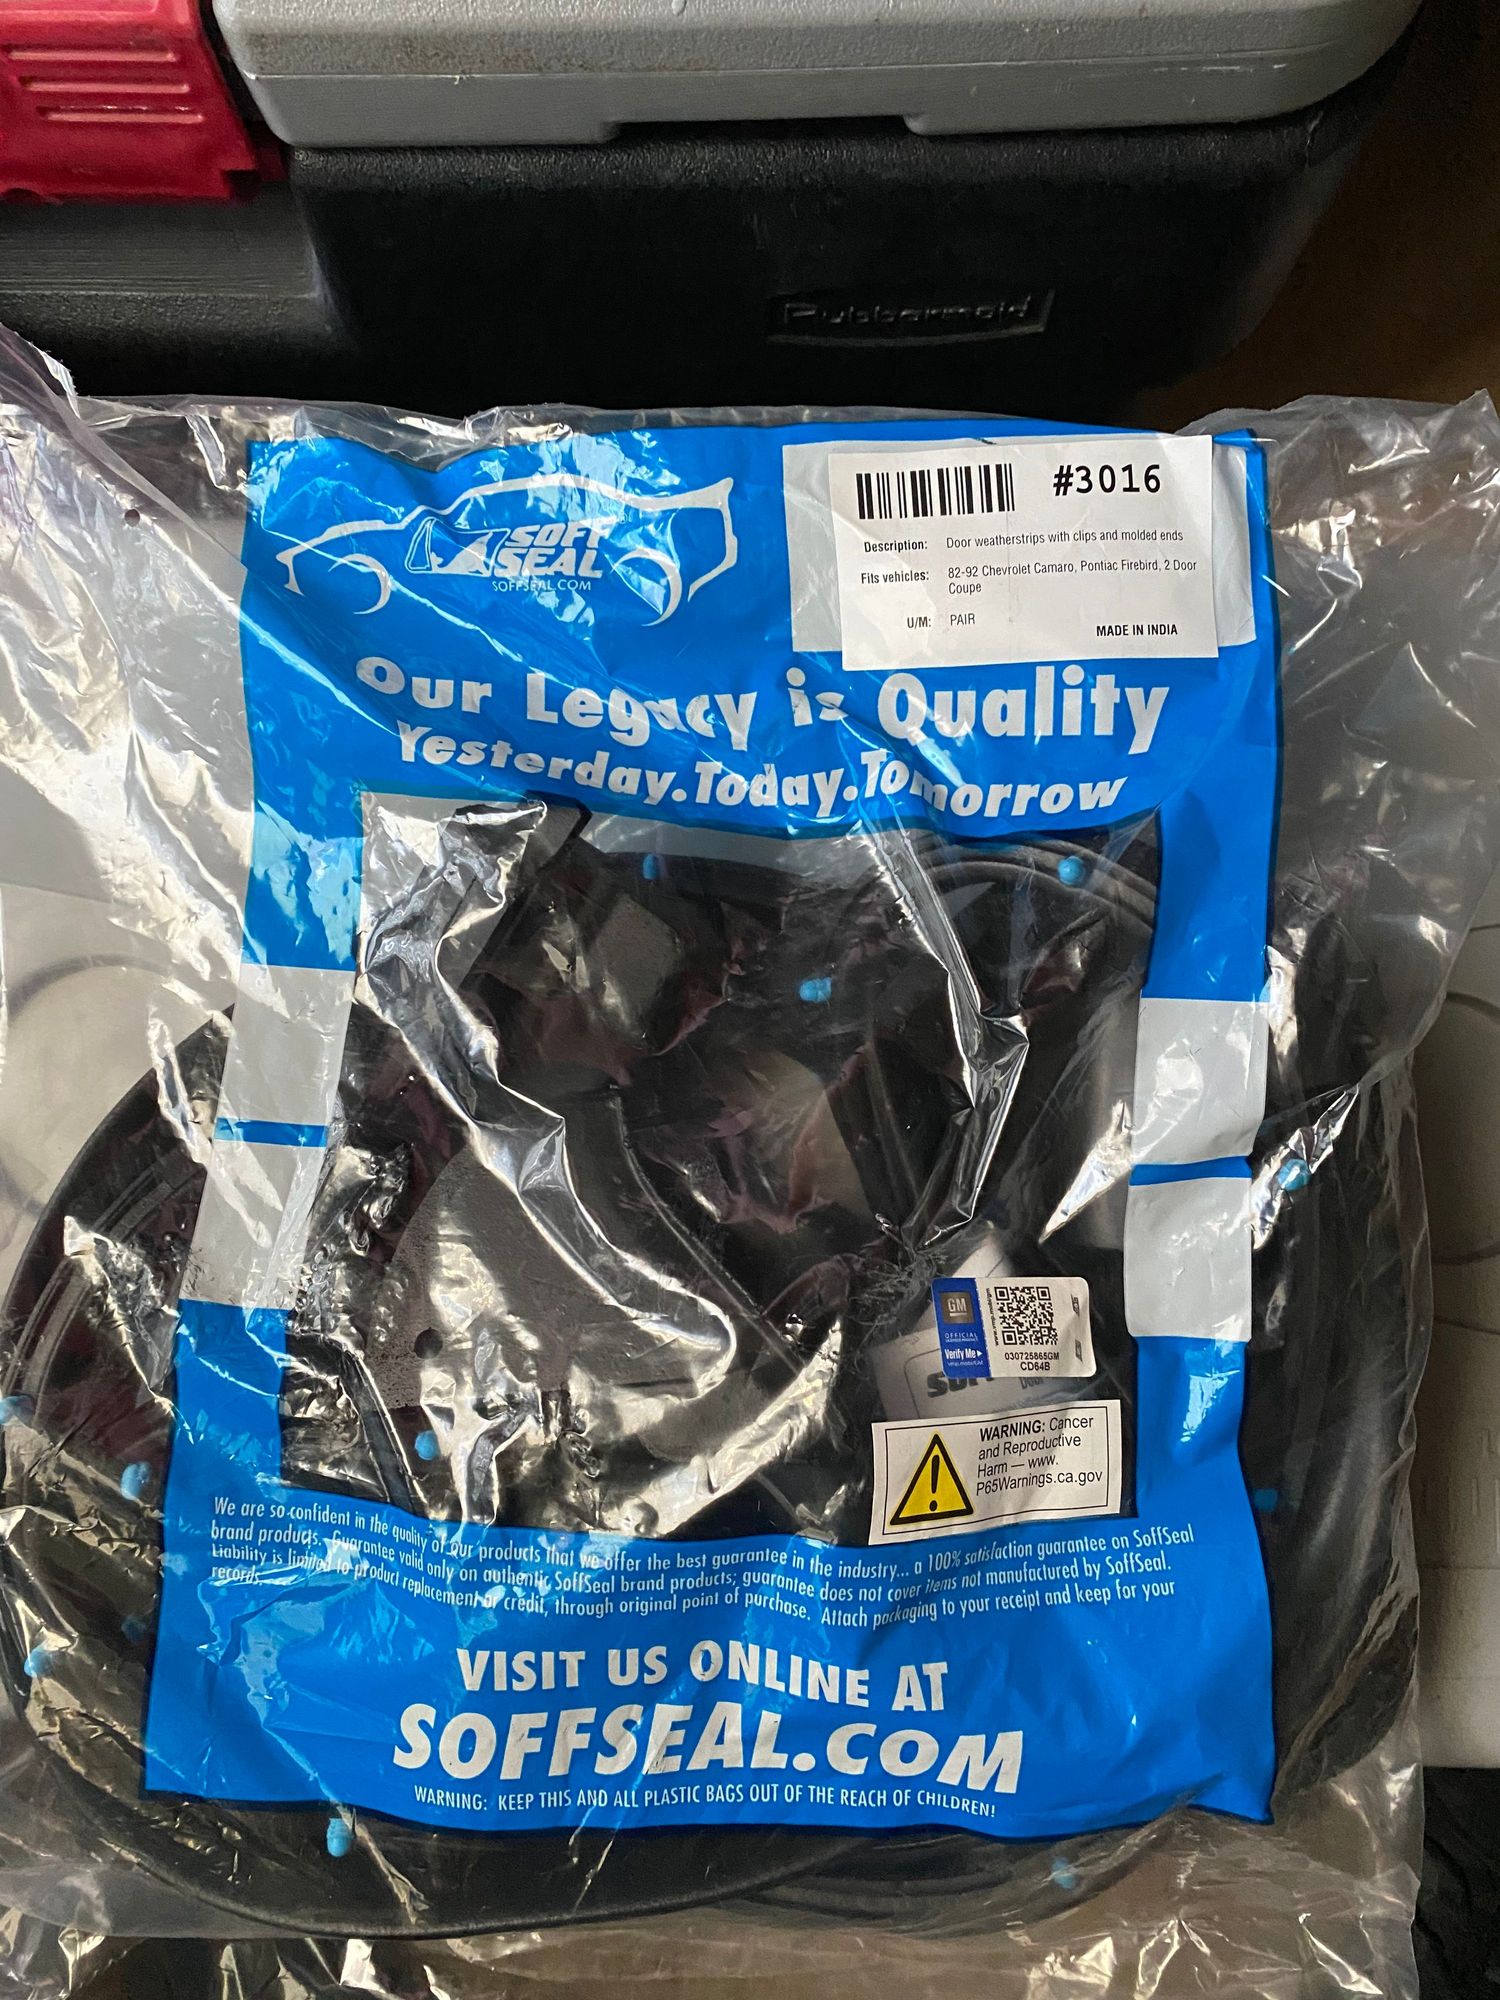 Rubbermaid
SOFF
SEAL
SOFFSEAL.COM
#3016
Description: Door weatherstrips with clips and molded ends
Fits vehicles: 82-92 Chevrolet Camaro, Pontiac Firebird, 2 Door
Coupe
U/M: PAIR
MADE IN INDIA
Our Legacy is Quality
Yesterday.Today.Tomorrow
GM
OFFICIAL
Verify Me
030725865GM
CD64B
Door
WARNING: Cancer
and Reproductive
Harm — www.
P65Warnings.ca.gov
We are so confident in the quality of our products that we offer the best guarantee in the industry... a 100% satisfaction guarantee on SoffSeal
brand products. Guarantee valid only on authentic SoffSeal brand products; guarantee does not cover items not manufactured by SoffSeal.
Liability is limited to product replacement or credit, through original point of purchase. Attach packaging to your receipt and keep for your
records.
VISIT US ONLINE AT
SOFFSEAL.COM
WARNING: KEEP THIS AND ALL PLASTIC BAGS OUT OF THE REACH OF CHILDREN!